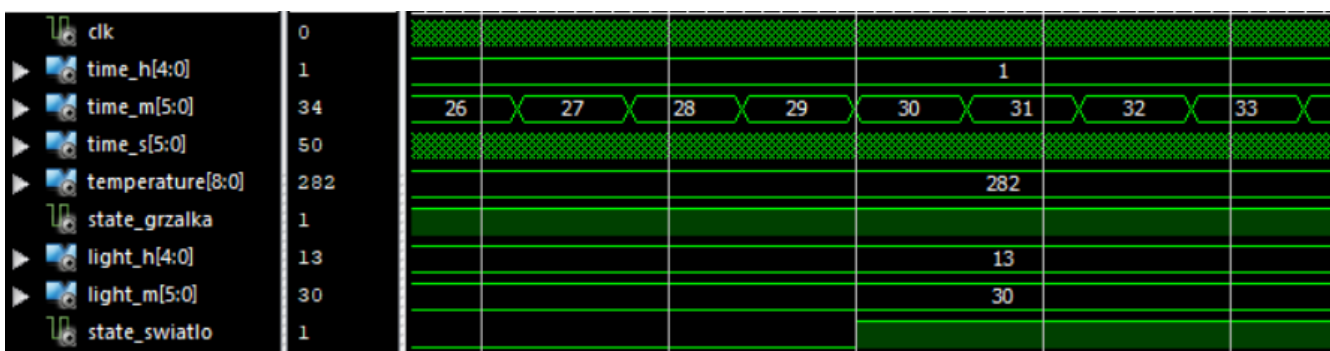 clk 0
time_h[4:0] 1 1
time_m[5:0] 34 26 27 28 29 30 31 32 33
time_s[5:0] 50
temperature[8:0] 282 282
state_grzalka 1
light_h[4:0] 13 13
light_m[5:0] 30 30
state_swiatlo 1